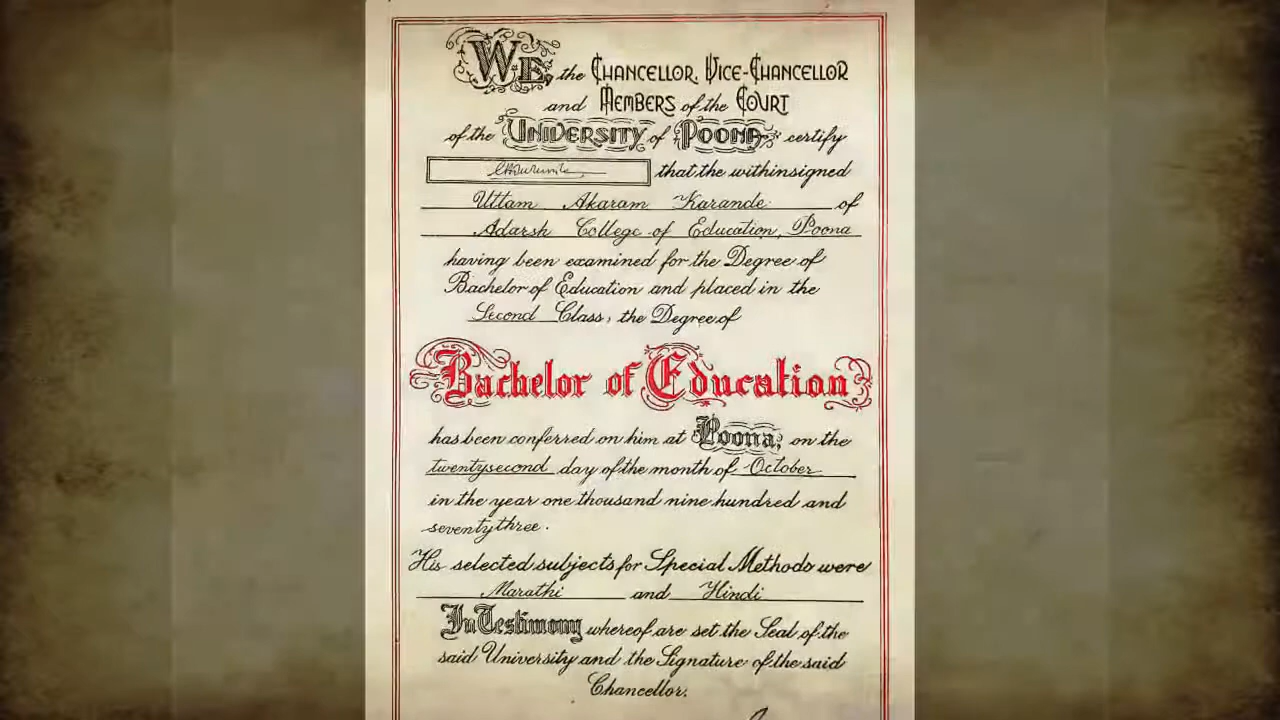 WE, the CHANCELLOR, VICE-CHANCELLOR
and MEMBERS of the COURT
of the UNIVERSITY of POONA certify
that the withinsigned
Uttam Akaram Karande of
Adarsh College of Education, Poona
having been examined for the Degree of
Bachelor of Education and placed in the
Second Class, the Degree of
Bachelor of Education
has been conferred on him at Poona, on the
twentysecond day of the month of October
in the year one thousand nine hundred and
seventythree.
His selected subjects for Special Methods were
Marathi and Hindi
In Testimony whereof are set the Seal of the
said University and the Signature of the said
Chancellor.